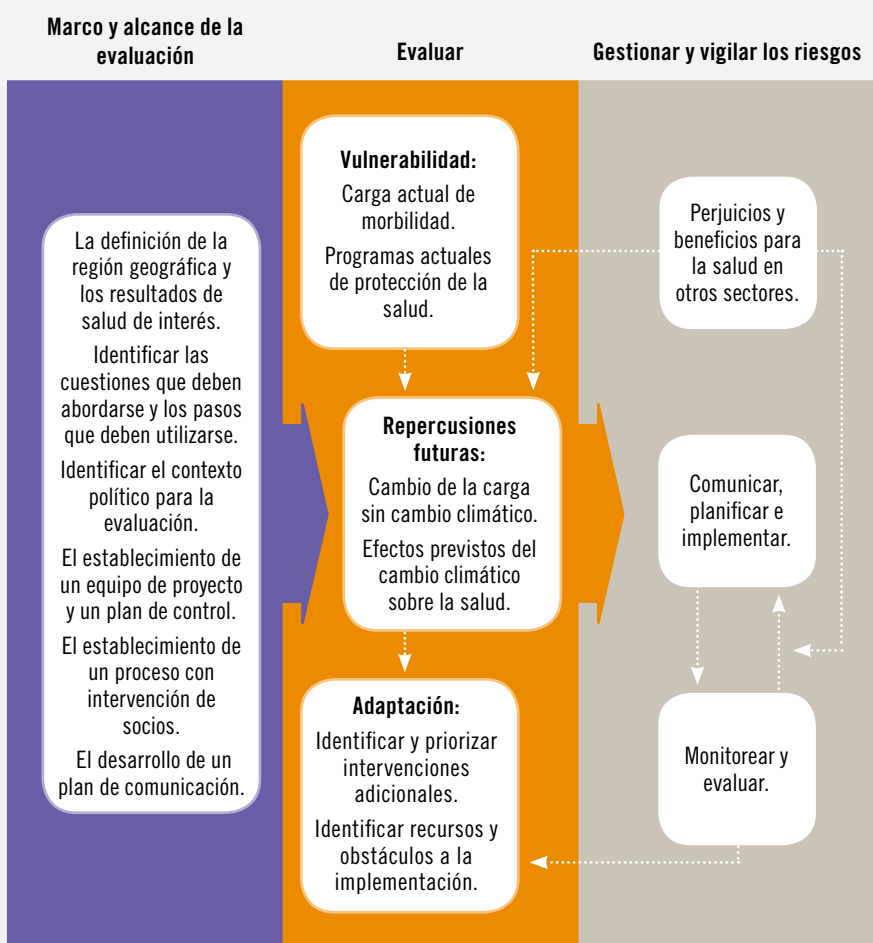 Marco y alcance de la
evaluación
Evaluar
Gestionar y vigilar los riesgos
La definición de la
región geográfica y
los resultados de
salud de interés.
Identificar las
cuestiones que deben
abordarse y los pasos
que deben utilizarse.
Identificar el contexto
político para la
evaluación.
El establecimiento de
un equipo de proyecto
y un plan de control.
El establecimiento de
un proceso con
intervención de
socios.
El desarrollo de un
plan de comunicación.
Vulnerabilidad:
Carga actual de
morbilidad.
Programas actuales
de protección de la
salud.
Repercusiones
futuras:
Cambio de la carga
sin cambio climático.
Efectos previstos del
cambio climático
sobre la salud.
Adaptación:
Identificar y priorizar
intervenciones
adicionales.
Identificar recursos y
obstáculos a la
implementación.
Perjuicios y
beneficios para
la salud en
otros sectores.
Comunicar,
planificar e
implementar.
Monitorear y
evaluar.